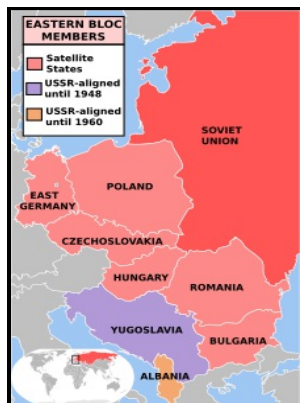 EASTERN BLOC
MEMBERS
Satellite
States
USSR-aligned
until 1948
USSR-aligned
until 1960
SOVIET
UNION
POLAND
EAST
GERMANY
CZECHOSLOVAKIA
HUNGARY
ROMANIA
YUGOSLAVIA
BULGARIA
ALBANIA